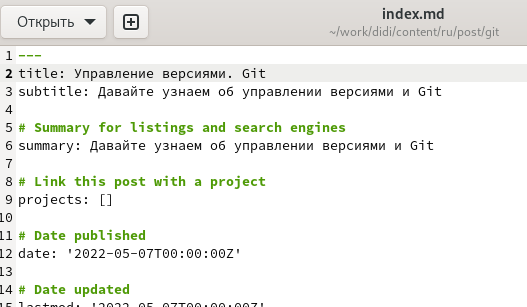 Open
index.md
~/work/didi/content/ru/post/git
1 ---
2 title: Управление версиями. Git
3 subtitle: Давайте узнаем об управлении версиями и Git
4
5 # Summary for listings and search engines
6 summary: Давайте узнаем об управлении версиями и Git
7
8 # Link this post with a project
9 projects: []
10
11 # Date published
12 date: '2022-05-07T00:00:00Z'
13
14 # Date updated
15 lastmod: '2022-05-07T00:00:00Z'